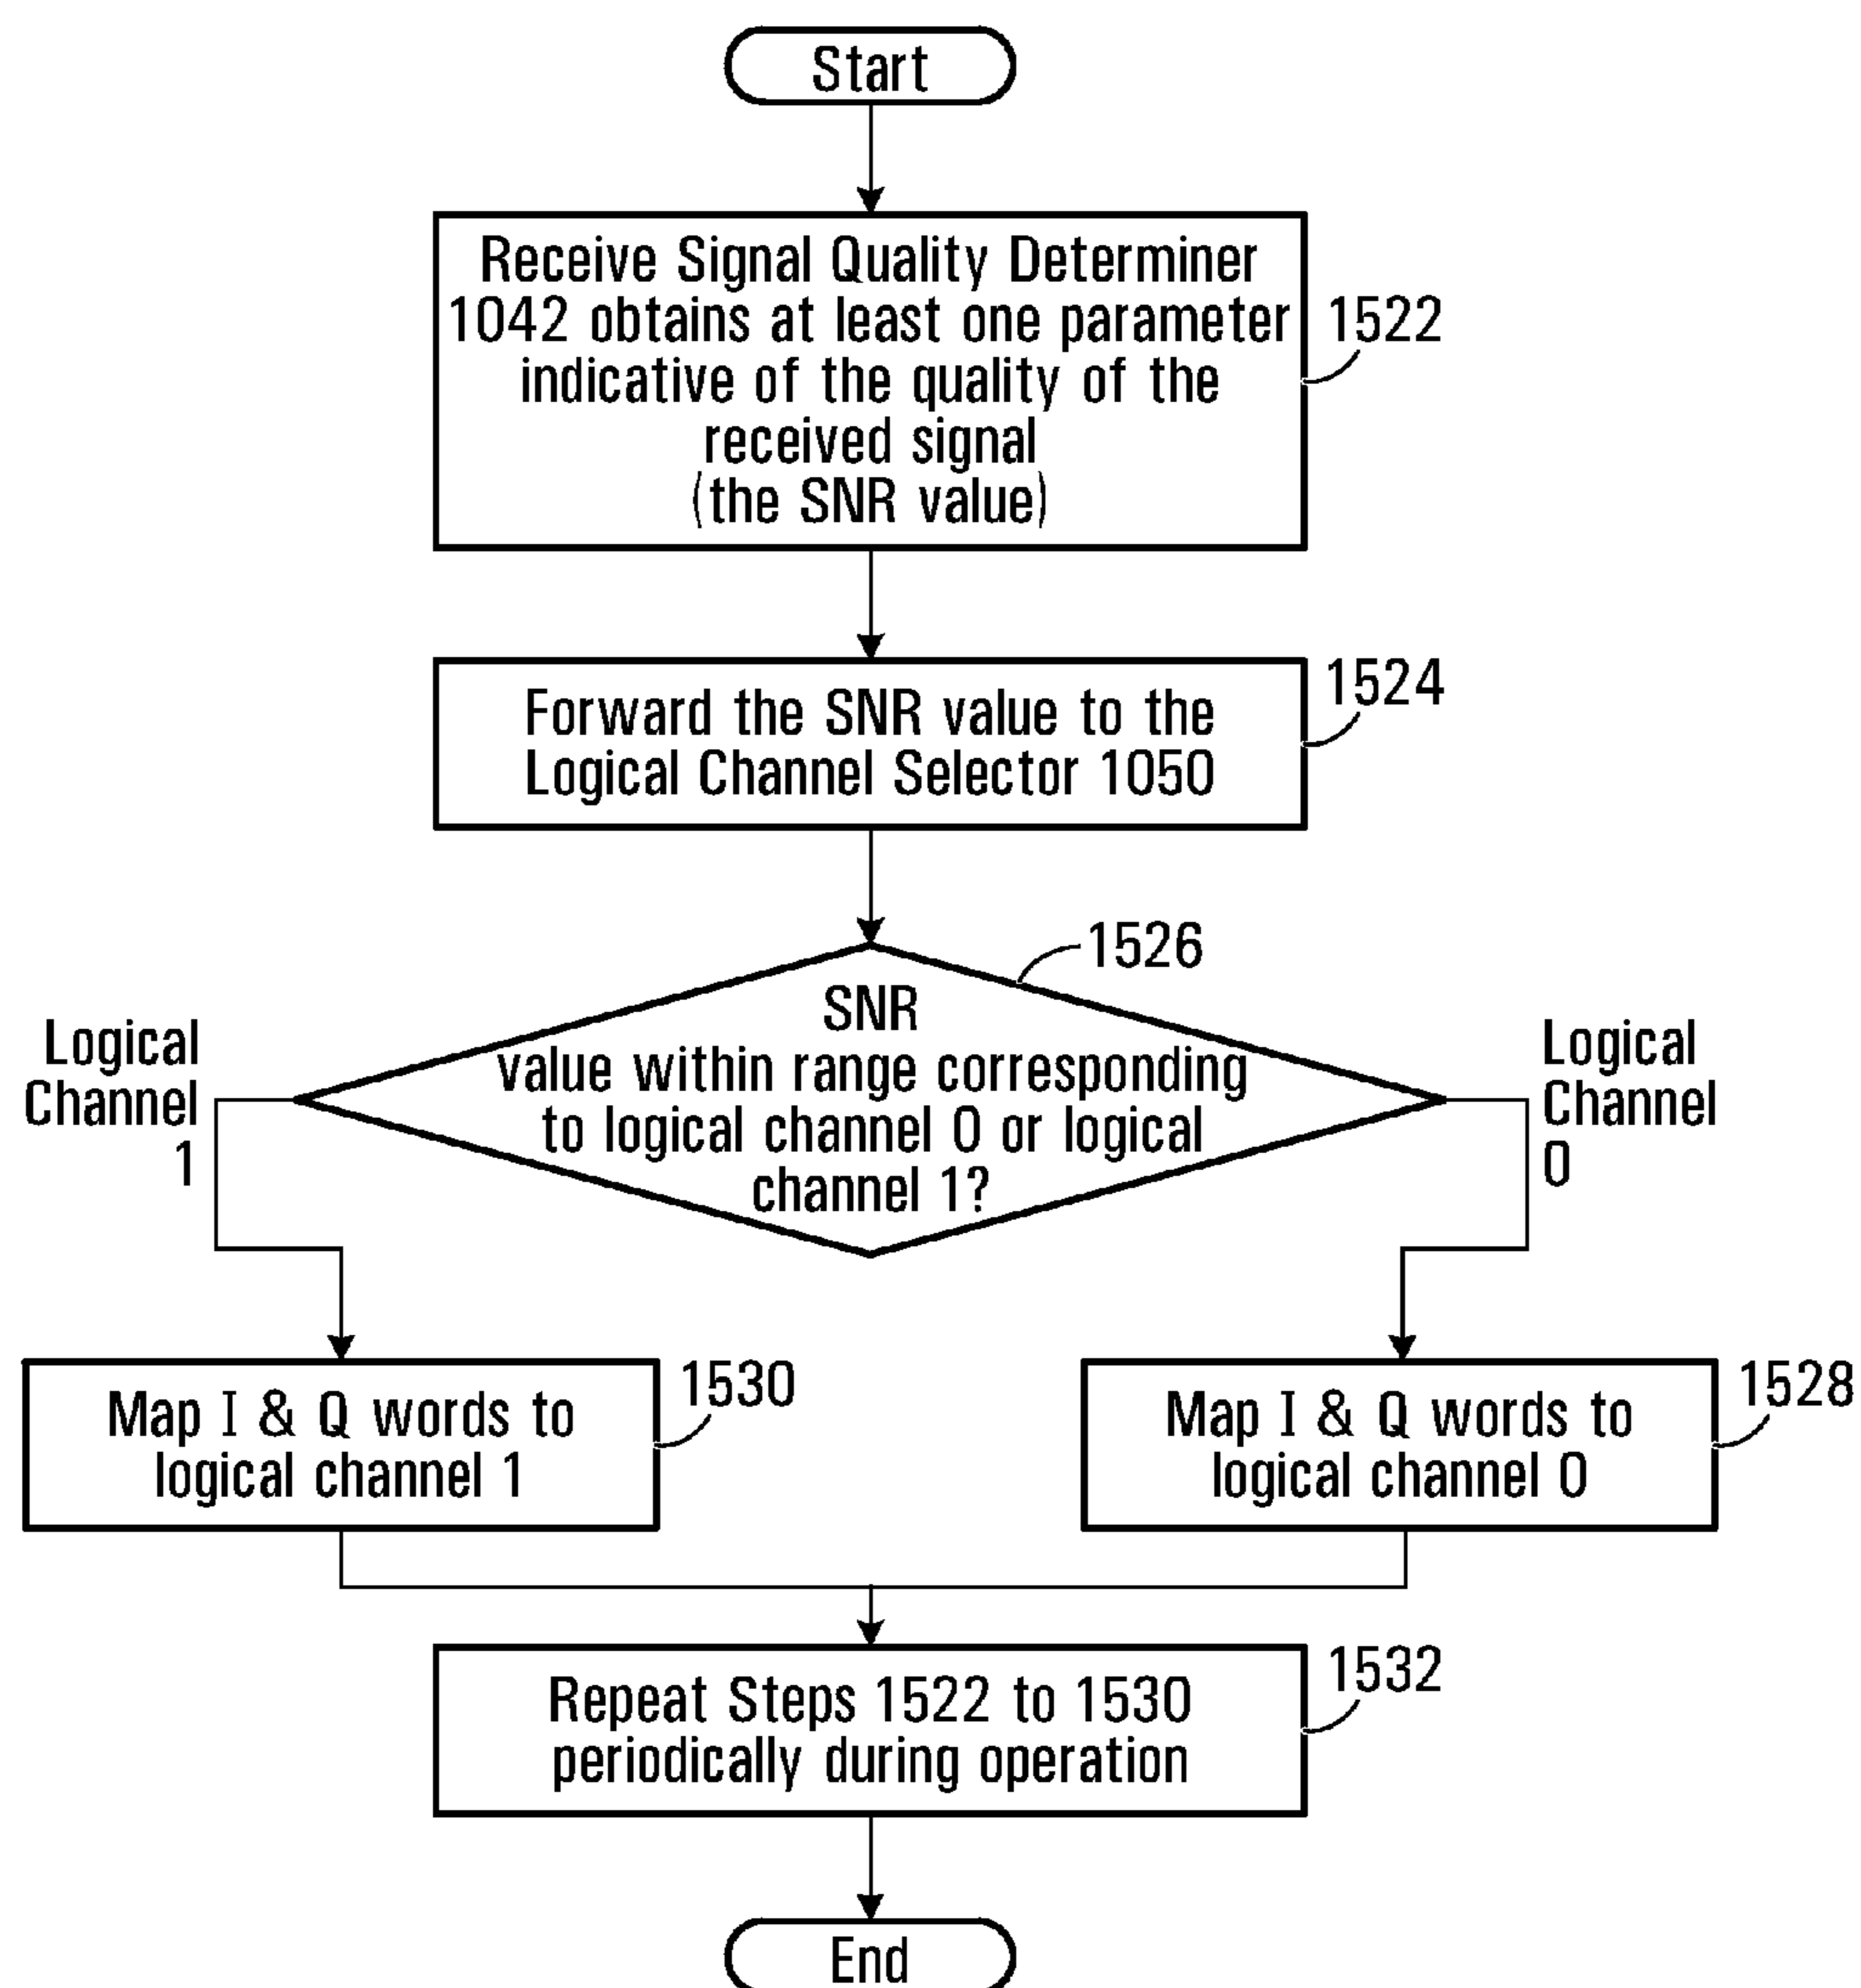 Start
Receive Signal Quality Determiner
1042 obtains at least one parameter
indicative of the quality of the
received signal
(the SNR value)
1522
Forward the SNR value to the
Logical Channel Selector 1050
1524
1526
SNR
value within range corresponding
to logical channel 0 or logical
channel 1?
Logical
Channel
1
Logical
Channel
0
Map I & Q words to
logical channel 1
1530
Map I & Q words to
logical channel 0
1528
Repeat Steps 1522 to 1530
periodically during operation
1532
End